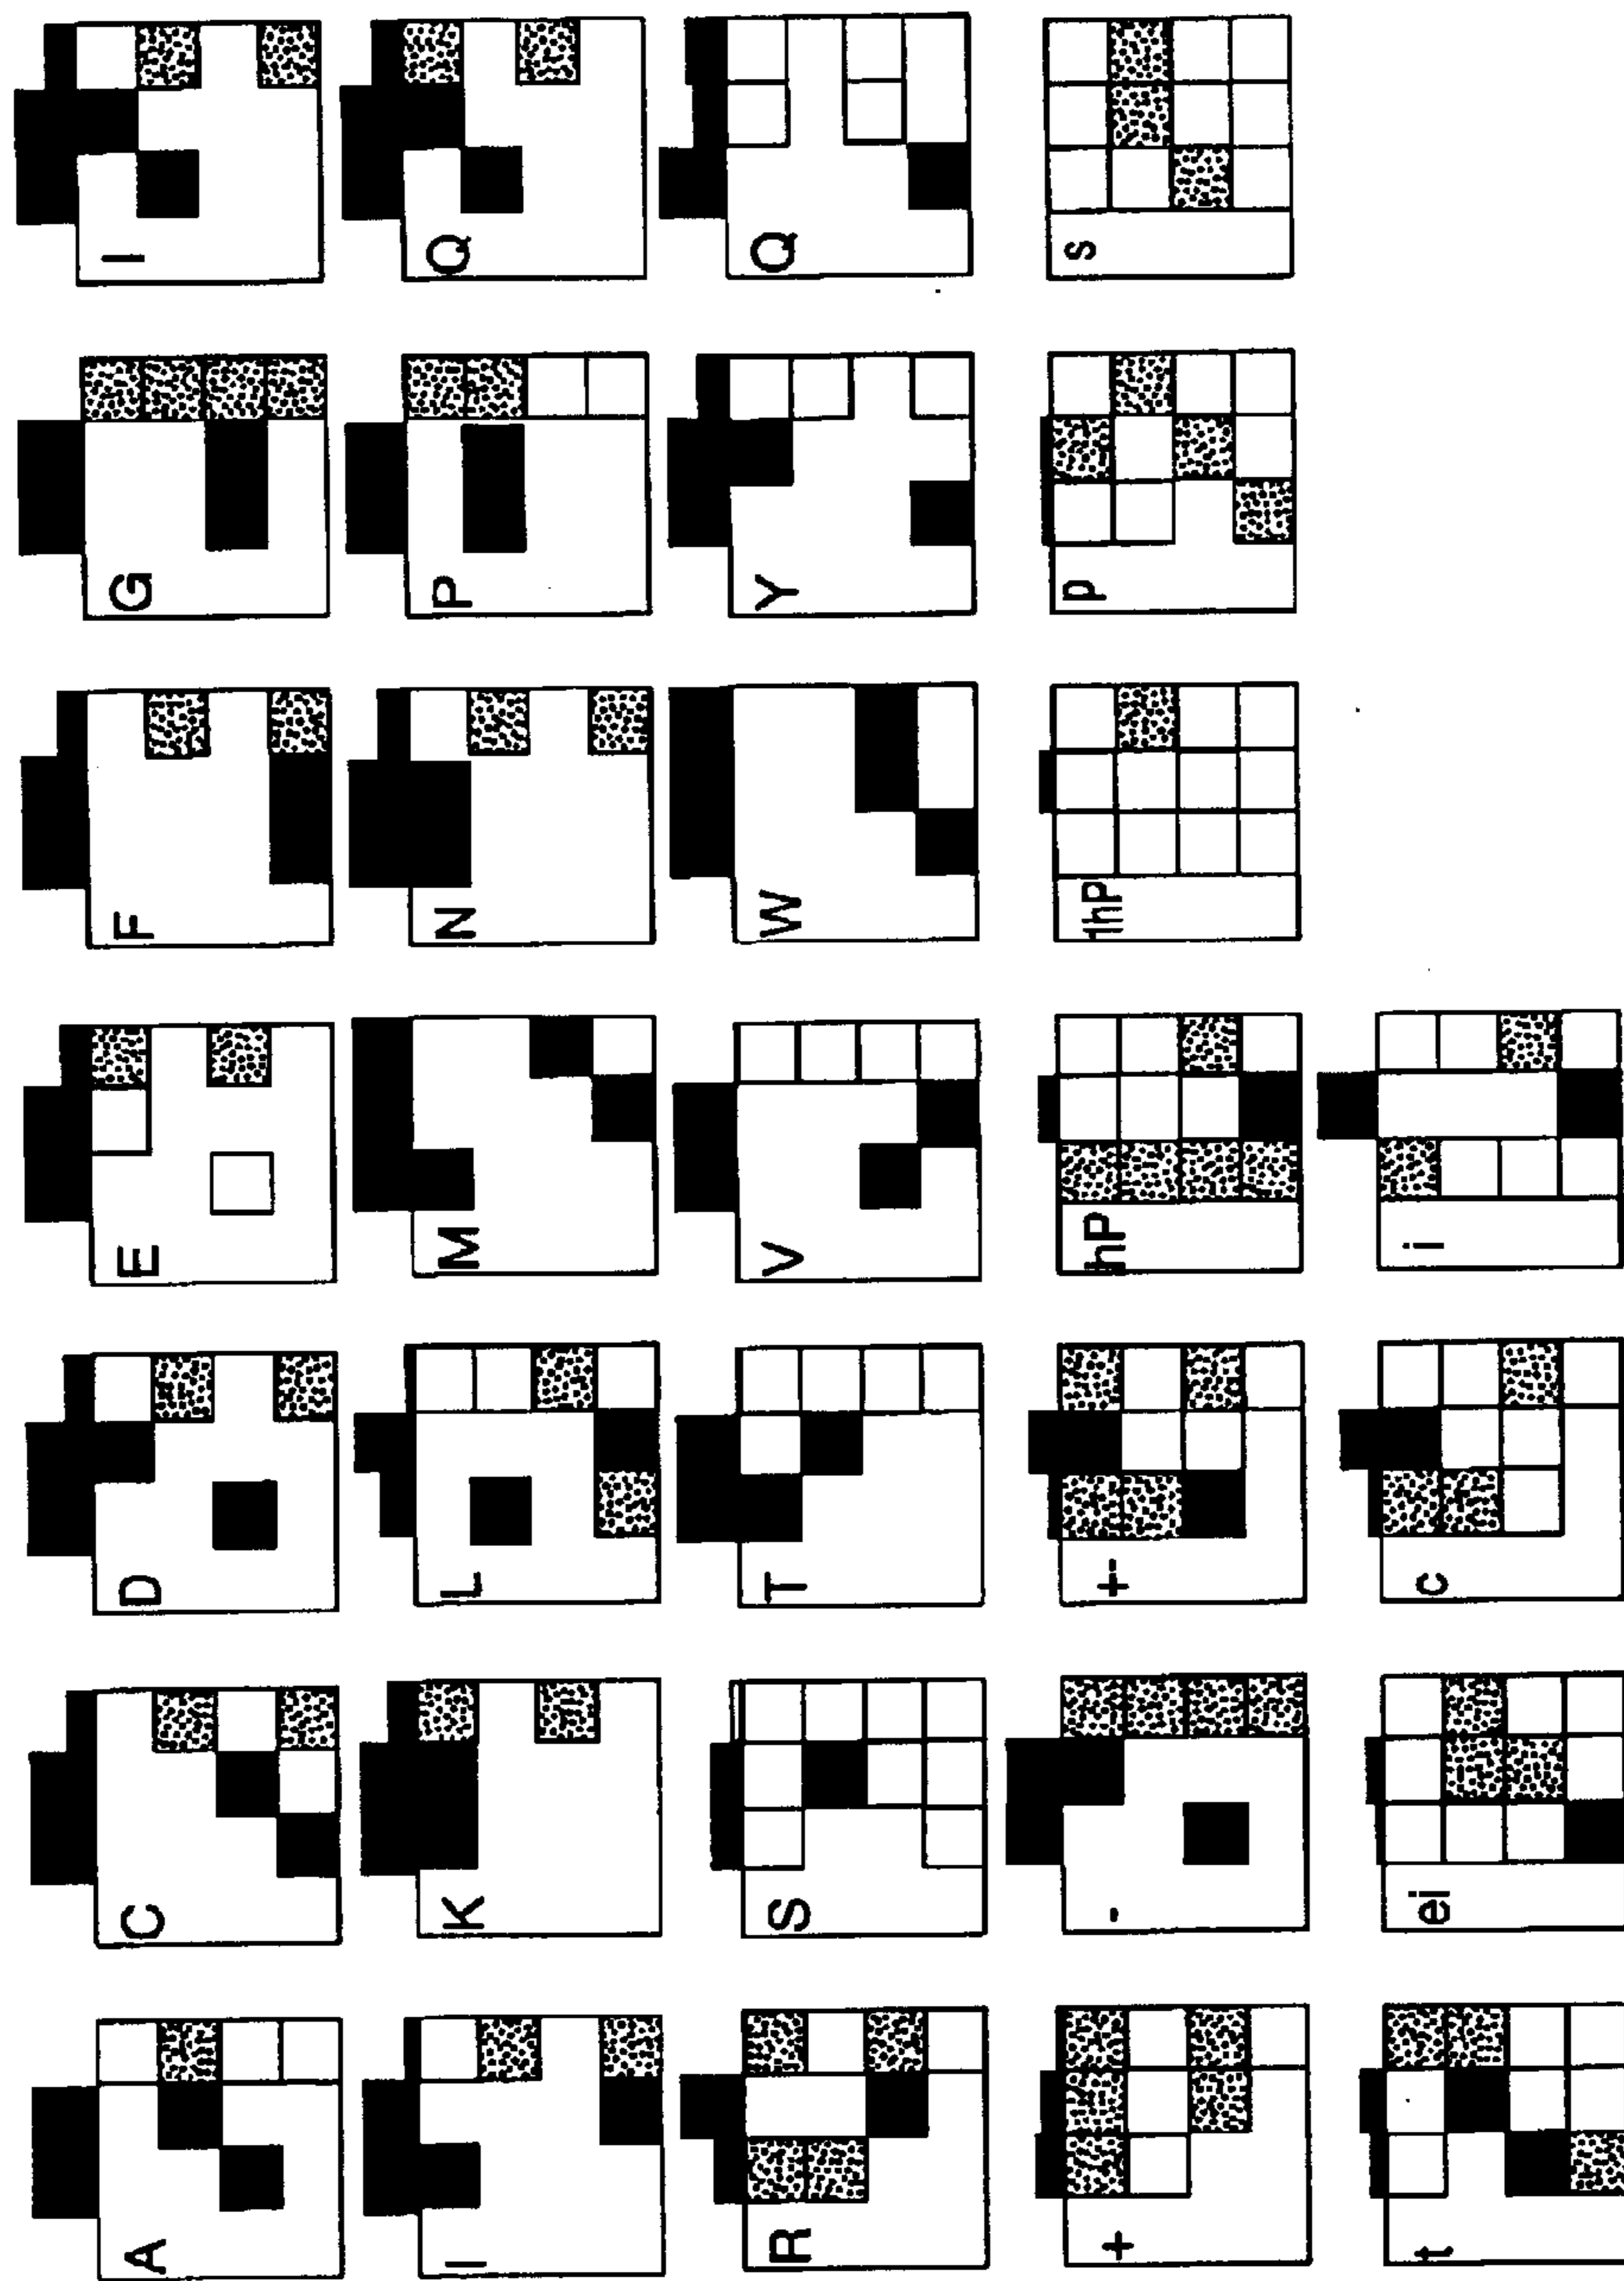 A C D E F G I
I K L M N P Q
R S T V W Y Q
+ - +- hP 1hP p s
t ei c i